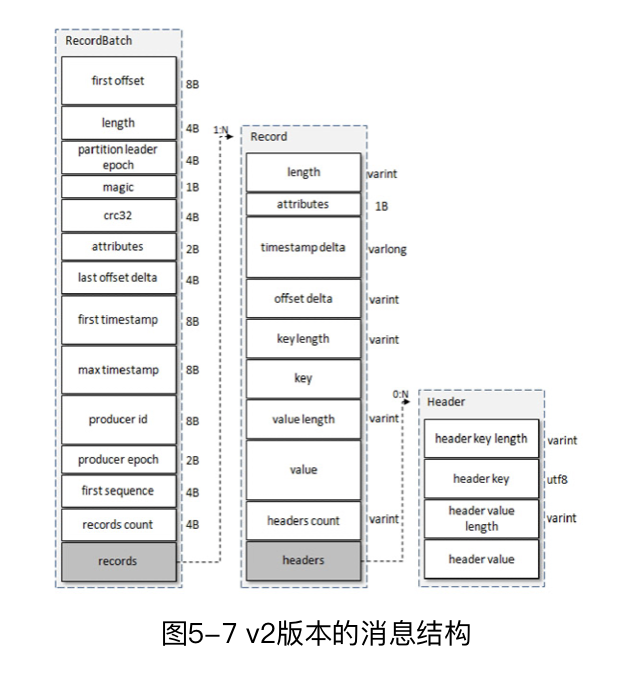 RecordBatch
first offset
8B
length
4B
partition leader
epoch
4B
magic
1B
crc32
4B
attributes
2B
last offset delta
4B
first timestamp
8B
max timestamp
8B
producer id
8B
producer epoch
2B
first sequence
4B
records count
4B
records
1:N
Record
length
varint
attributes
1B
timestamp delta
varlong
offset delta
varint
key length
varint
key
value length
varint
value
headers count
varint
headers
0:N
Header
header key length
varint
header key
utf8
header value
length
varint
header value
图5-7 v2版本的消息结构